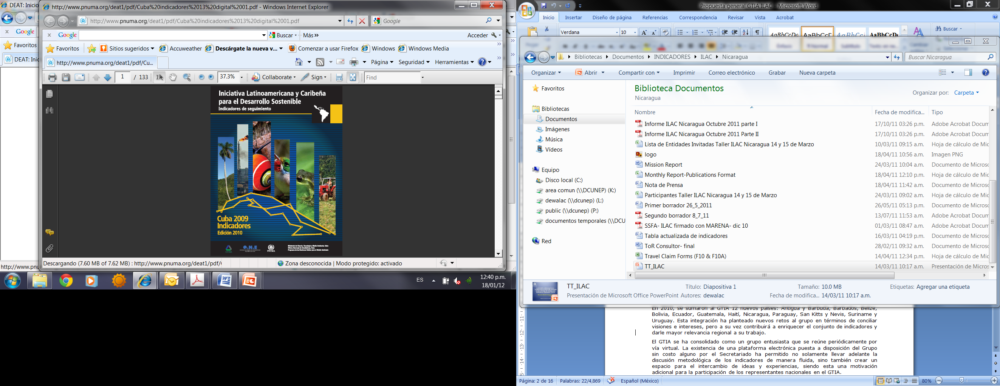 DEAT: Inicio
http://www.pnuma.org/deat1/pdf/Cuba%20indicadores%2013%20digital%2001.pdf - Windows Internet Explorer
http://www.pnuma.org/deat1/pdf/Cuba%20indicadores%2013%20digital%2001.pdf
Google
x Google
x Google Buscar Más »
Acceder
Favoritos
Favoritos Sitios sugeridos Accuweather Descárgate la nueva v... Comenzar a usar Firefox Windows Windows Media
DEAT: Inic
http://www.pnuma.org/deat1/pdf/Cu...
Página Seguridad Herramientas
1 / 133 37.3% Collaborate Sign Find
Iniciativa Latinoamericana y Caribeña
para el Desarrollo Sostenible
Indicadores de seguimiento
Cuba 2009
Indicadores
Edición 2010
CITMA
O.N.E
PNUMA
Ministerio de Ciencia, Tecnología y Medio Ambiente, Cuba
Oficina Nacional de Estadísticas, Cuba
Programa de las Naciones Unidas para el Medio Ambiente
Descargando (7.60 MB of 7.62 MB) : http://www.pnuma.org/deat1/pdf/(
Zona desconocida | Modo protegido: activado
http://www.pnu
ES
12:40 p.m.
18/01/12
Propuesta general GTIA ILAC - Microsoft Word
Inicio Insertar Diseño de página Referencias Correspondencia Revisar Vista Acrobat
Verdana 10
AaBbCcDc AaBbCcD AaBbCcI AaBbCcDc
Buscar
Bibliotecas Documentos INDICADORES ILAC Nicaragua
Buscar Nicaragua
Organizar Abrir Compartir con Imprimir Correo electrónico Grabar Nueva carpeta
Favoritos
Bibliotecas
Documentos
Imágenes
Música
Vídeos
Equipo
Disco local (C:)
area comun (\\DCUNEP) (K:)
dewalac (\\dcunep) (L:)
public (\\dcunep) (P:)
documentos temporales (\\DCU
Red
Biblioteca Documentos
Nicaragua
Organizar por: Carpeta
Nombre Fecha de modifica... Tipo
Informe ILAC Nicaragua Octubre 2011 parte I 17/10/11 03:26 p.m. Adobe Acrobat Docum
Informe ILAC Nicaragua Octubre 2011 Parte II 17/10/11 03:26 p.m. Adobe Acrobat Docum
Lista de Entidades Invitadas Taller ILAC Nicaragua 14 y 15 de Marzo 10/03/11 09:15 a.m. Hoja de cálculo de Mic
logo 18/04/11 10:56 a.m. Imagen PNG
Mission Report 24/03/11 10:04 a.m. Documento de Microso
Monthly Report-Publications Format 18/04/11 12:10 p.m. Hoja de cálculo de Mic
Nota de Prensa 18/04/11 11:42 a.m. Documento de Microso
Participantes Taller ILAC Nicaragua 14 y 15 de Marzo 24/03/11 09:02 a.m. Hoja de cálculo de Mic
Primer borrador 26_5_2011 26/05/11 05:13 p.m. Documento de Microso
Segundo borrador 8_7_11 13/07/11 11:53 a.m. Adobe Acrobat Docum
SSFA- ILAC firmado con MARENA- dic 10 01/03/11 08:47 a.m. Adobe Acrobat Docum
Tabla actualizada de indicadores 16/03/11 04:19 p.m. Documento de Microso
ToR Consultor- final 28/02/11 09:32 a.m. Documento de Microso
Travel Claim Forms (F10 & F10A) 14/04/11 12:34 p.m. Hoja de cálculo de Mic
TT_ILAC 14/03/11 10:17 a.m. Presentación de Micros
TT_ILAC Título: Diapositiva 1 Tamaño: 10.0 MB Etiquetas: Agregar una etiqueta
Presentación de Microsoft Office PowerPoint Autores: dewalac Fecha de modifica... 14/03/11 10:17 a.m.
En 2010, se sumaron al GTIA 12 nuevos países: Antigua y Barbuda, Barbados, Belize,
Bolivia, Ecuador, Guatemala, Haití, Nicaragua, Paraguay, San Kitts y Nevis, Suriname y
Uruguay. Esta integración ha planteado nuevos retos al grupo en términos de conciliar
visiones e intereses, pero a su vez contribuirá a enriquecer el conjunto de indicadores y
darle mayor relevancia regional a su trabajo.
El GTIA se ha consolidado como un grupo entusiasta que se reúne periódicamente por
vía virtual. La existencia de una plataforma electrónica puesta a disposición del Grupo
sin costo alguno por el Secretariado ha permitido no solamente llevar adelante la
discusión metodológica de los indicadores de manera fluida, sino también crear un
espacio para el intercambio de ideas y experiencias, siendo esta una motivación
adicional para la participación de los representantes nacionales en el GTIA.
Página: 2 de 16 Palabras: 22/4,869 Español (México) 80%